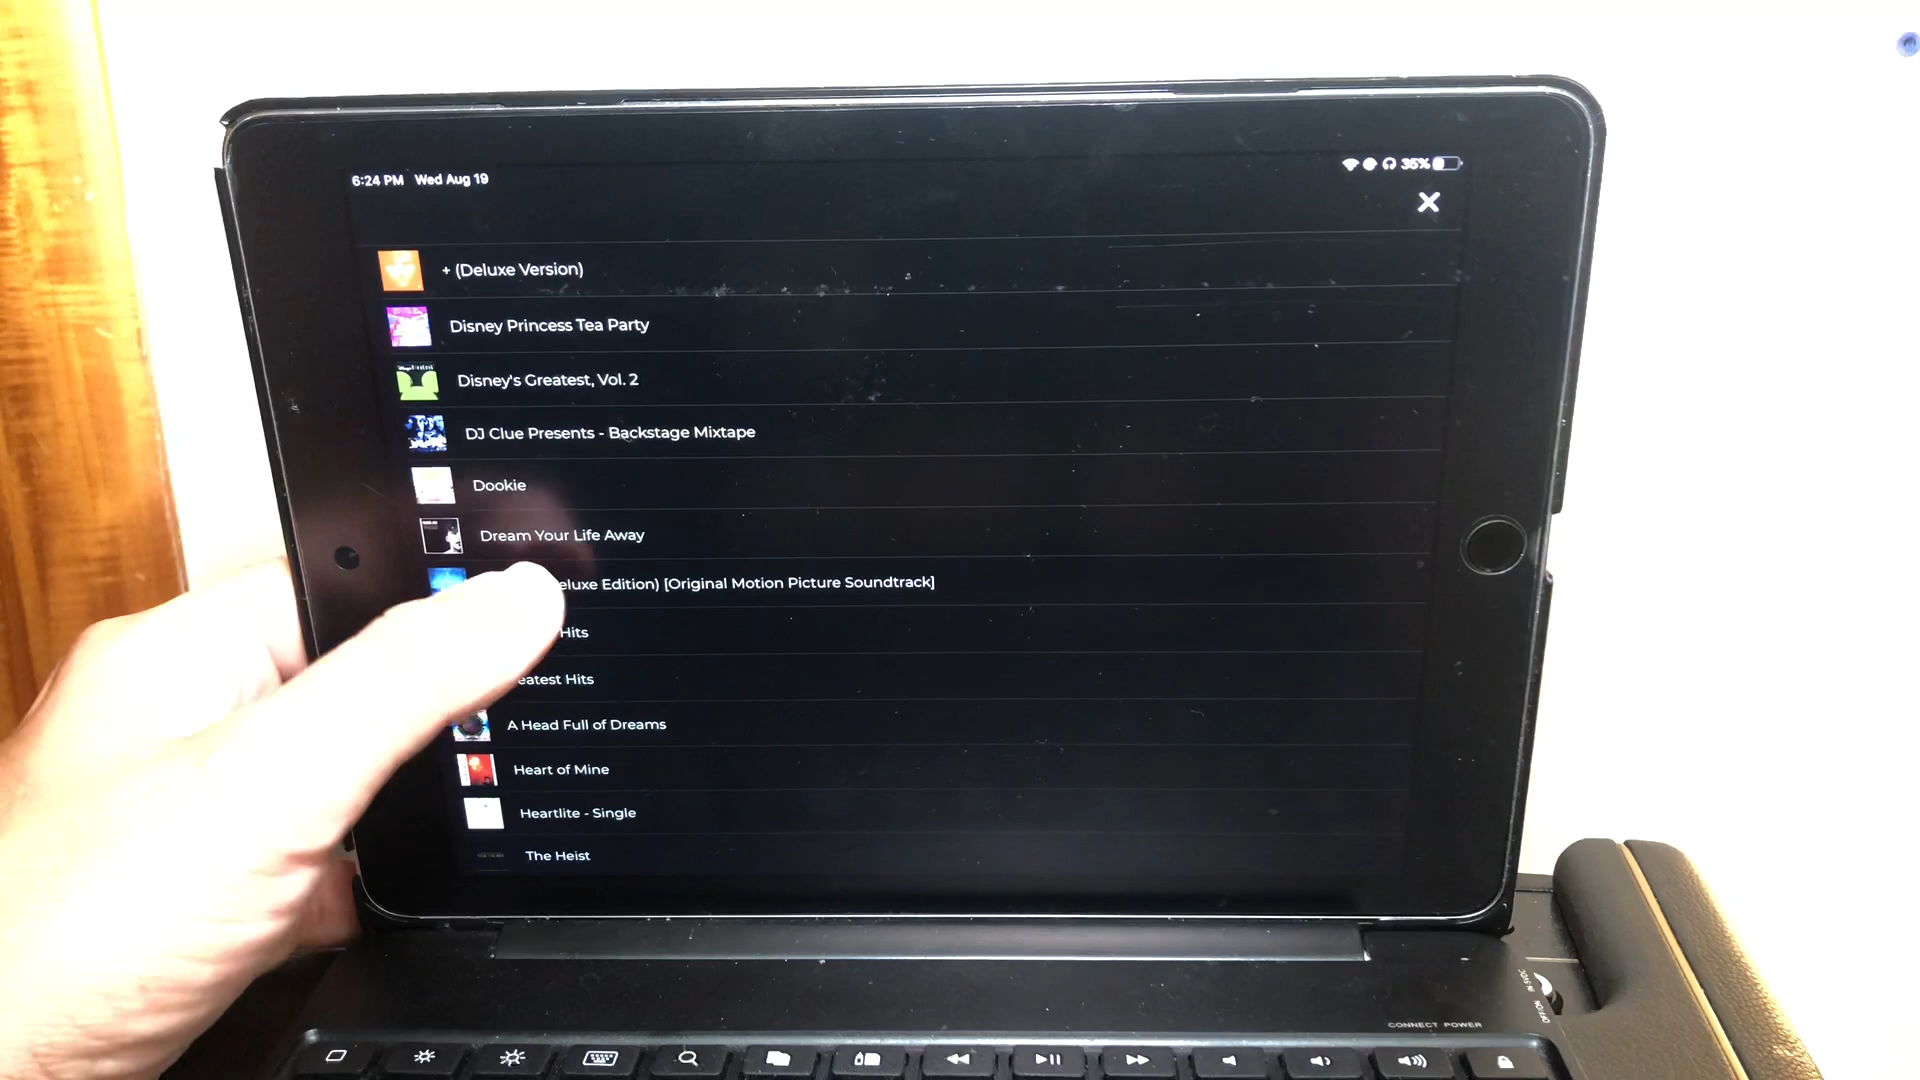 6:24 PM Wed Aug 19
35%
+ (Deluxe Version)
Disney Princess Tea Party
Disney's Greatest, Vol. 2
DJ Clue Presents - Backstage Mixtape
Dookie
Dream Your Life Away
Edition) [Original Motion Picture Soundtrack]
Hits
Hits
A Head Full of Dreams
Heart of Mine
Heartlite - Single
The Heist
CONNECT POWER
OFF/ON